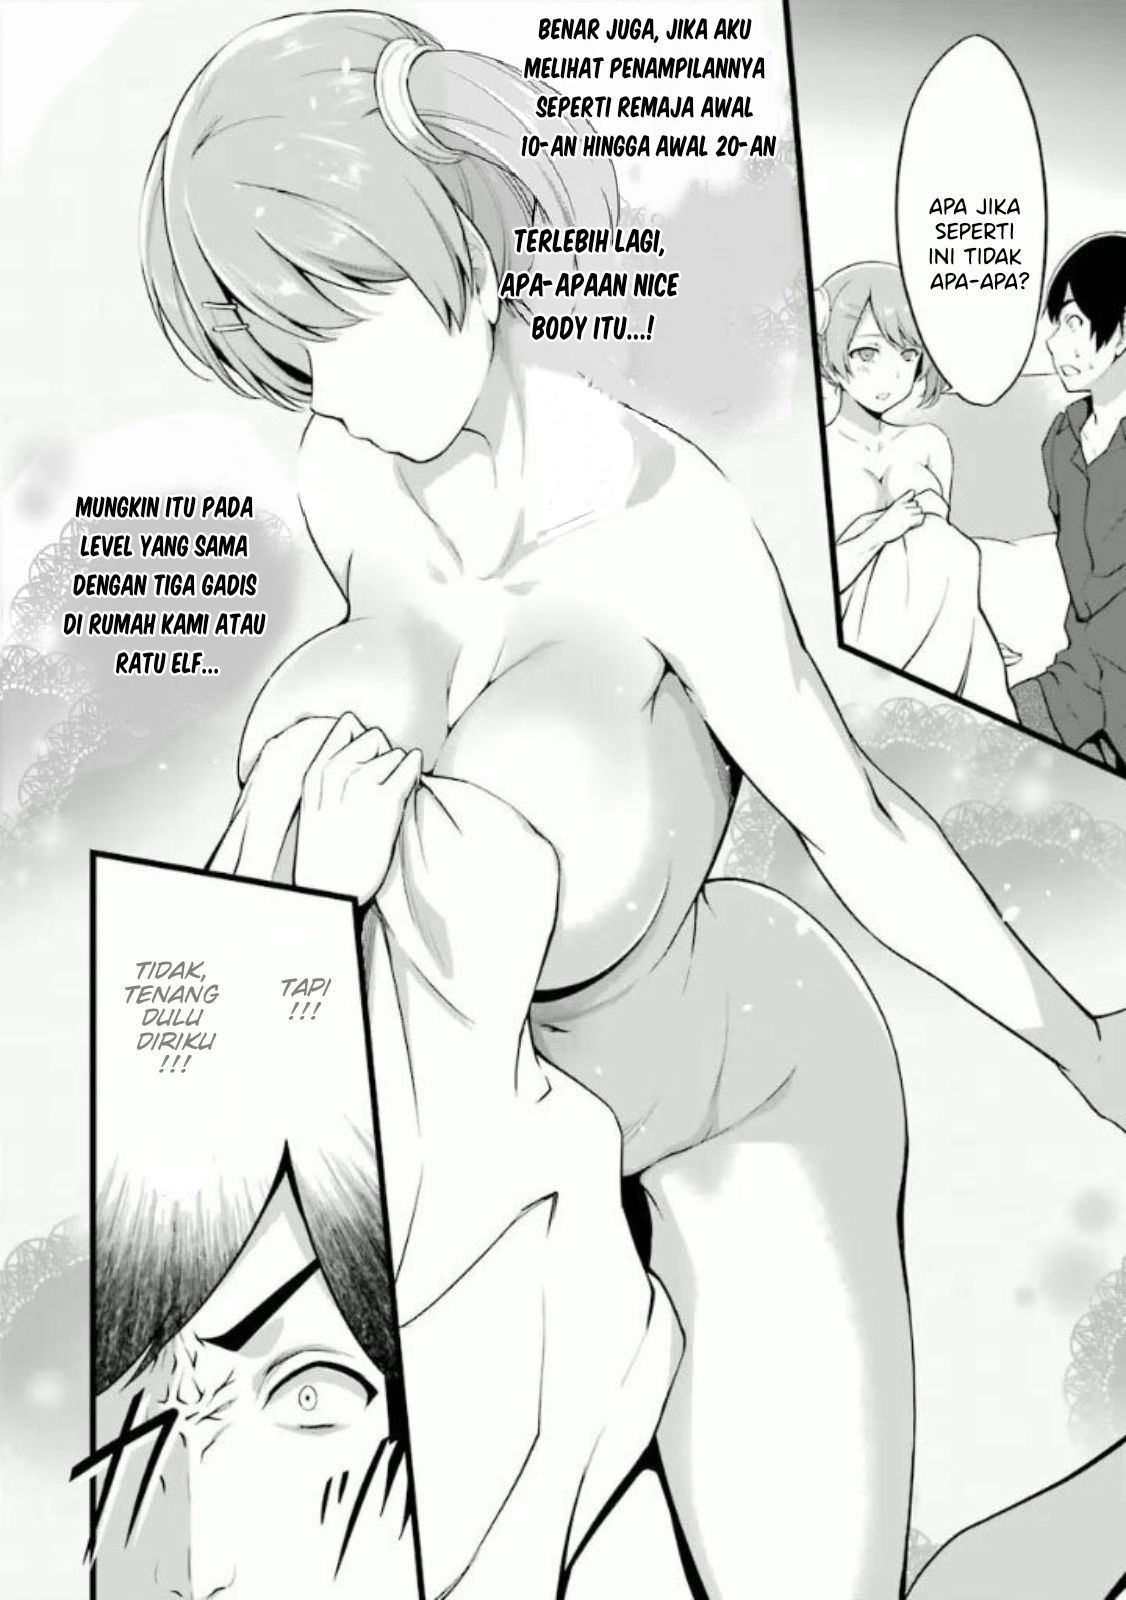 APA JIKA
SEPERTI
INI TIDAK
APA-APA?
BENAR JUGA, JIKA AKU
MELIHAT PENAMPILANNYA
SEPERTI REMAJA AWAL
10-AN HINGGA AWAL 20-AN
TERLEBIH LAGI,
APA-APAAN NICE
BODY ITU...!
MUNGKIN ITU PADA
LEVEL YANG SAMA
DENGAN TIGA GADIS
DI RUMAH KAMI ATAU
RATU ELF...
TAPI
!!!
TIDAK,
TENANG
DULU
DIRIKU
!!!
カッ